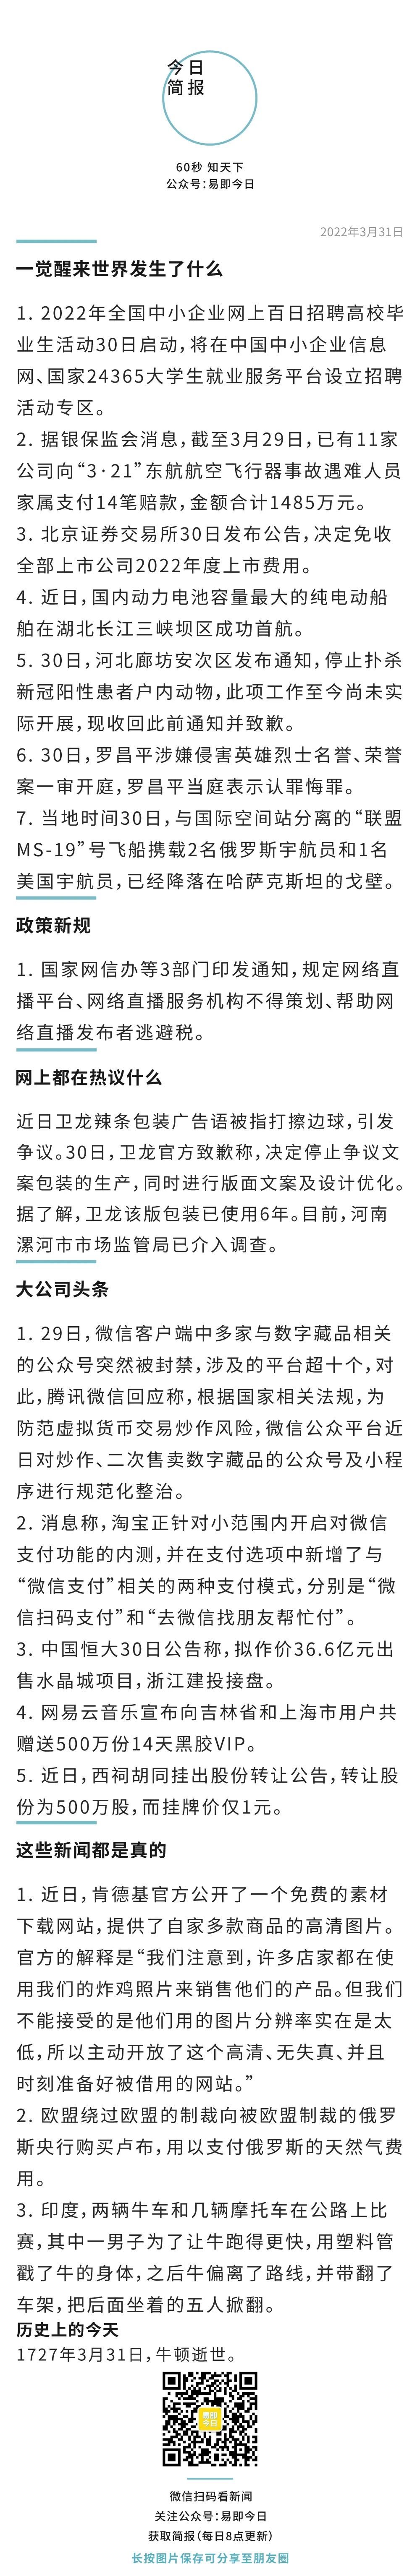 今日
简报
60秒 知天下
公众号：易即今日
2022年3月31日
一觉醒来世界发生了什么
1. 2022年全国中小企业网上百日招聘高校毕
业生活动30日启动，将在中国中小企业信息
网、国家24365大学生就业服务平台设立招聘
活动专区。
2. 据银保监会消息，截至3月29日，已有11家
公司向“3·21”东航航空飞行器事故遇难人员
家属支付14笔赔款，金额合计1485万元。
3. 北京证券交易所30日发布公告，决定免收
全部上市公司2022年度上市费用。
4. 近日，国内动力电池容量最大的纯电动船
舶在湖北长江三峡坝区成功首航。
5. 30日，河北廊坊安次区发布通知，停止扑杀
新冠阳性患者户内动物，此项工作至今尚未实
际开展，现收回此前通知并致歉。
6. 30日，罗昌平涉嫌侵害英雄烈士名誉、荣誉
案一审开庭，罗昌平当庭表示认罪悔罪。
7. 当地时间30日，与国际空间站分离的“联盟
MS-19”号飞船携载2名俄罗斯宇航员和1名
美国宇航员，已经降落在哈萨克斯坦的戈壁。
政策新规
1. 国家网信办等3部门印发通知，规定网络直
播平台、网络直播服务机构不得策划、帮助网
络直播发布者逃避税。
网上都在热议什么
近日卫龙辣条包装广告语被指打擦边球，引发
争议。30日，卫龙官方致歉称，决定停止争议文
案包装的生产，同时进行版面文案及设计优化。
据了解，卫龙该版包装已使用6年。目前，河南
漯河市市场监管局已介入调查。
大公司头条
1. 29日，微信客户端中多家与数字藏品相关
的公众号突然被封禁，涉及的平台超十个，对
此，腾讯微信回应称，根据国家相关法规，为
防范虚拟货币交易炒作风险，微信公众平台近
日对炒作、二次售卖数字藏品的公众号及小程
序进行规范化整治。
2. 消息称，淘宝正针对小范围内开启对微信
支付功能的内测，并在支付选项中新增了与
“微信支付”相关的两种支付模式，分别是“微
信扫码支付”和“去微信找朋友帮忙付”。
3. 中国恒大30日公告称，拟作价36.6亿元出
售水晶城项目，浙江建投接盘。
4. 网易云音乐宣布向吉林省和上海市用户共
赠送500万份14天黑胶VIP。
5. 近日，西祠胡同挂出股份转让公告，转让股
份为500万股，而挂牌价仅1元。
这些新闻都是真的
1. 近日，肯德基官方公开了一个免费的素材
下载网站，提供了自家多款商品的高清图片。
官方的解释是“我们注意到，许多店家都在使
用我们的炸鸡照片来销售他们的产品。但我们
不能接受的是他们用的图片分辨率实在是太
低，所以主动开放了这个高清、无失真、并且
时刻准备好被借用的网站。”
2. 欧盟绕过欧盟的制裁向被欧盟制裁的俄罗
斯央行购买卢布，用以支付俄罗斯的天然气费
用。
3. 印度，两辆牛车和几辆摩托车在公路上比
赛，其中一男子为了让牛跑得更快，用塑料管
戳了牛的身体，之后牛偏离了路线，并带翻了
车架，把后面坐着的五人掀翻。
历史上的今天
1727年3月31日，牛顿逝世。
易即
今日
微信扫码看新闻
关注公众号：易即今日
获取简报（每日8点更新）
长按图片保存可分享至朋友圈